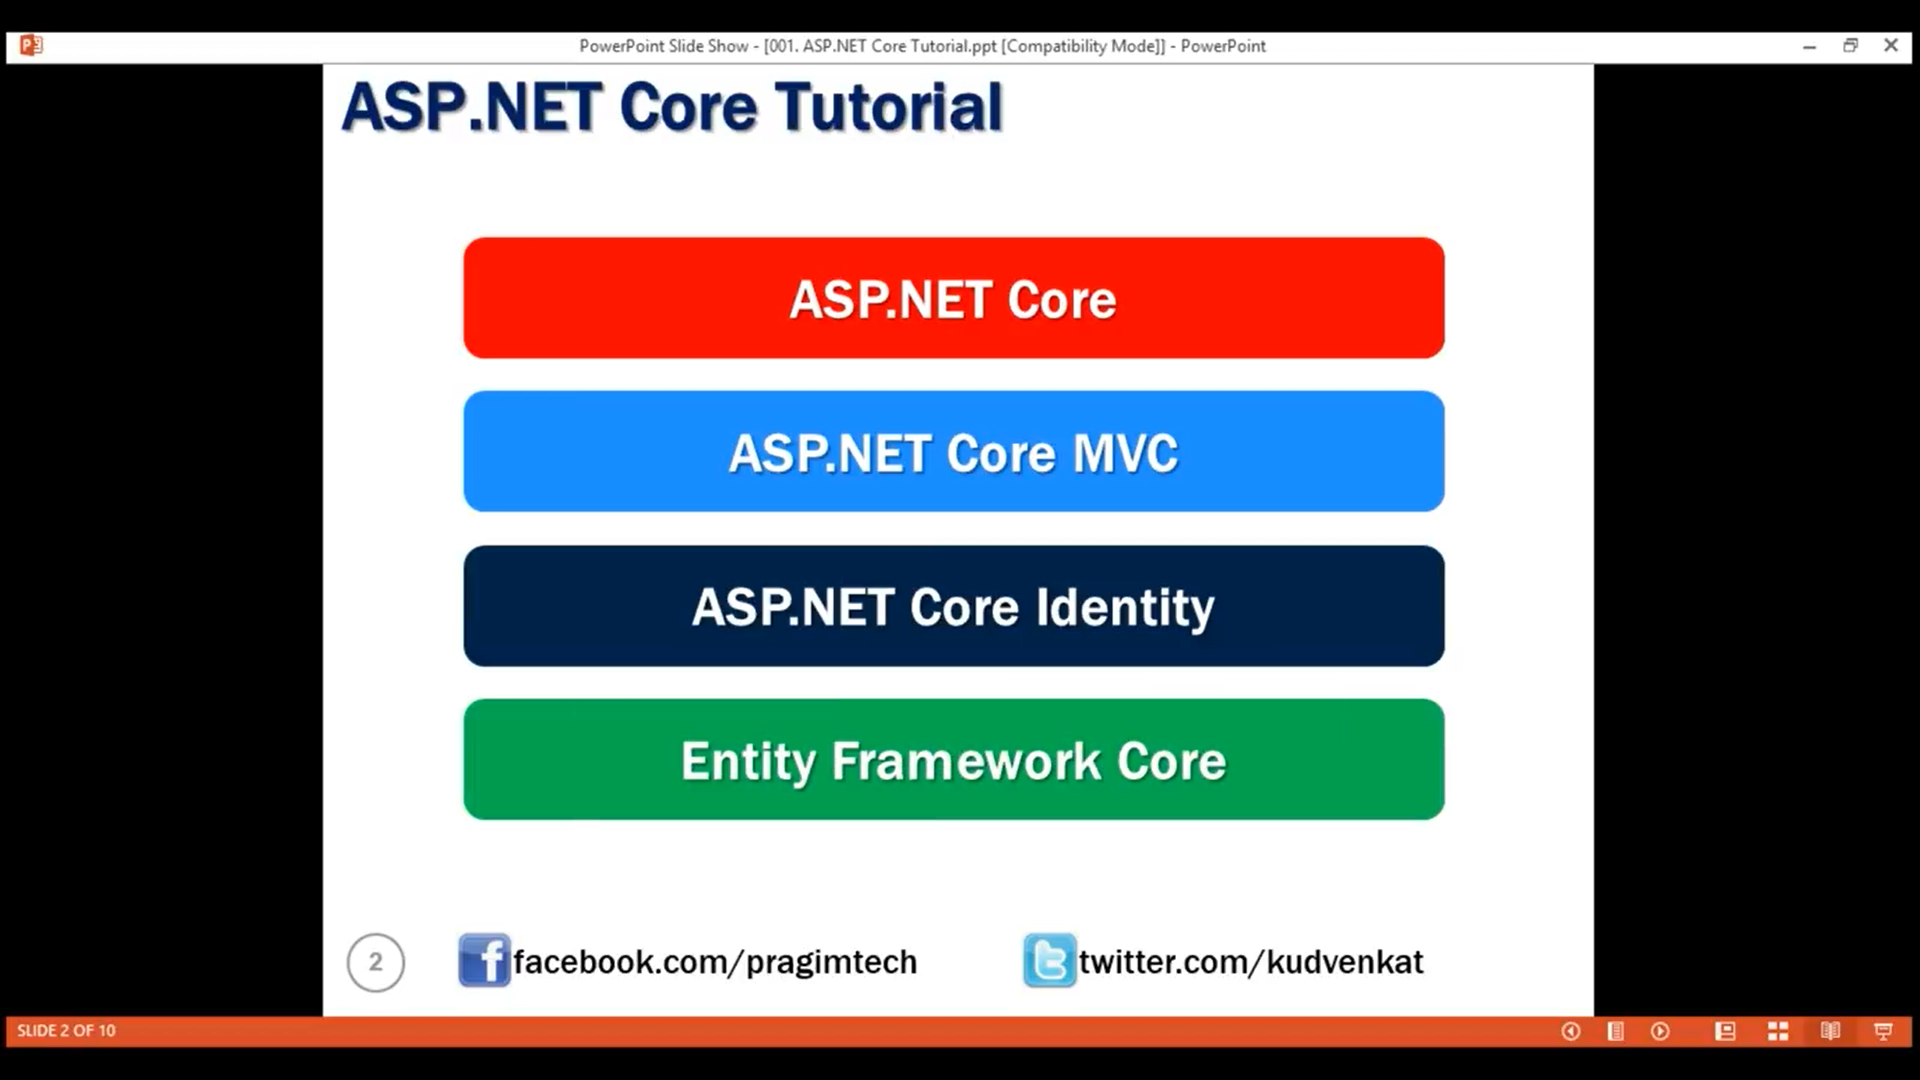 PowerPoint Slide Show - [001. ASP.NET Core Tutorial.ppt [Compatibility Mode]] - PowerPoint
ASP.NET Core Tutorial
ASP.NET Core
ASP.NET Core MVC
ASP.NET Core Identity
Entity Framework Core
2
facebook.com/pragimtech
twitter.com/kudvenkat
SLIDE 2 OF 10